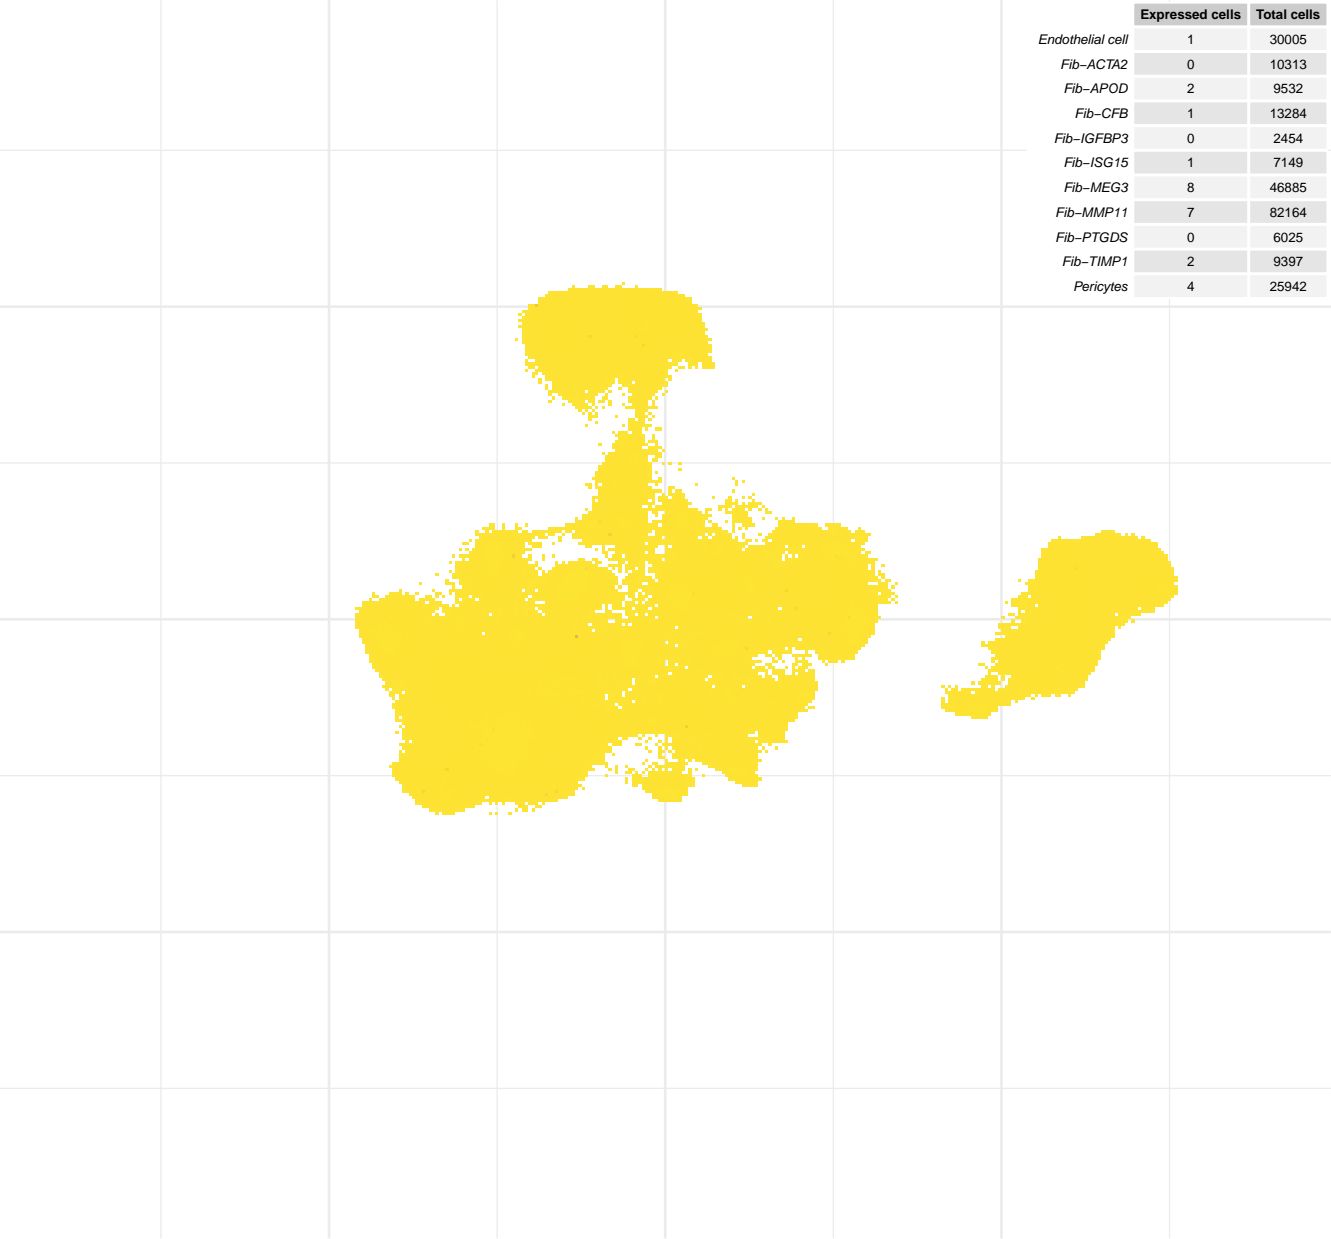 Expressed cells Total cells
Endothelial cell 1 30005
Fib−ACTA2 0 10313
Fib−APOD 2 9532
Fib−CFB 1 13284
Fib−IGFBP3 0 2454
Fib−ISG15 1 7149
Fib−MEG3 8 46885
Fib−MMP11 7 82164
Fib−PTGDS 0 6025
Fib−TIMP1 2 9397
Pericytes 4 25942